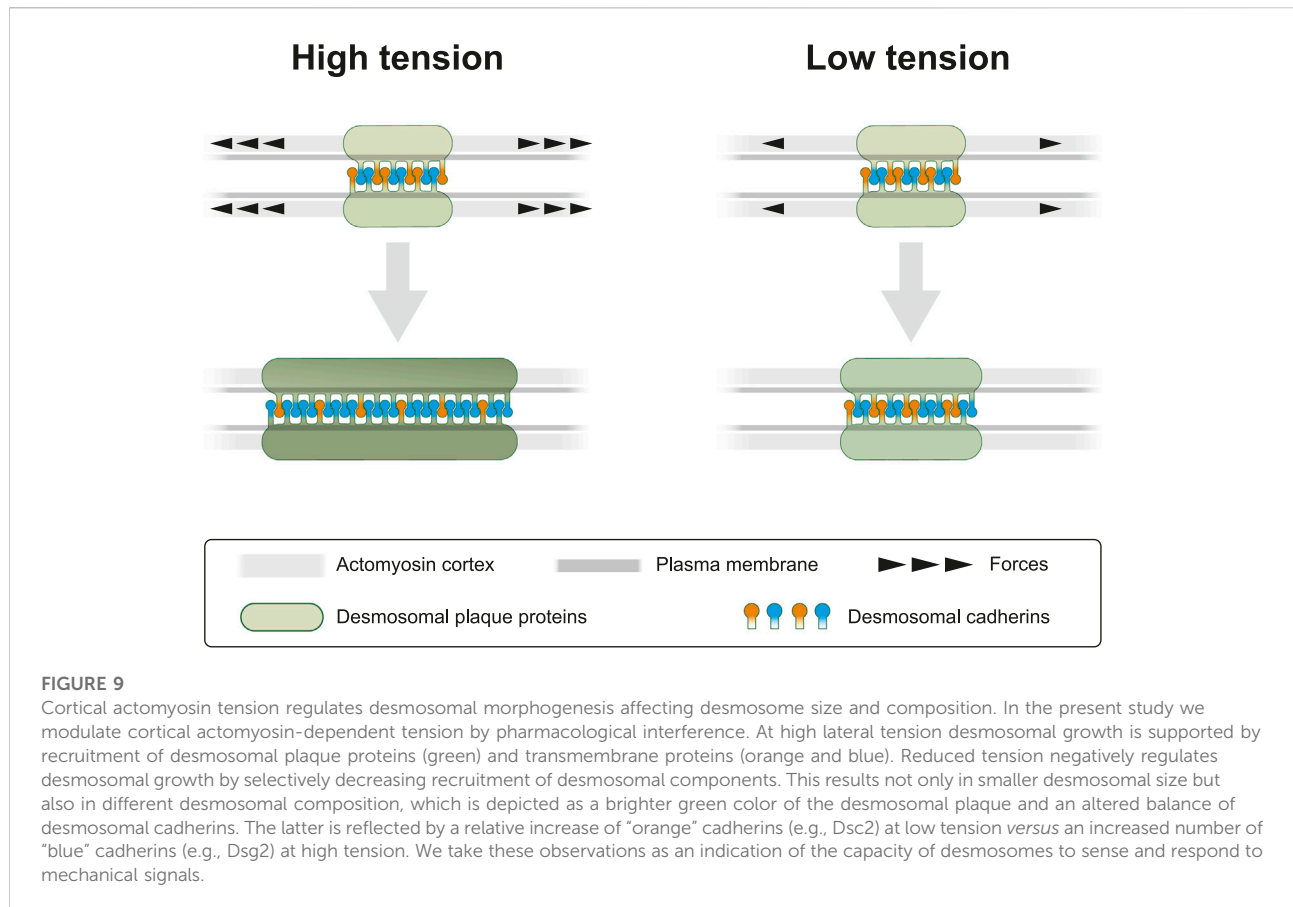 High tension
Low tension
Actomyosin cortex
Plasma membrane
Forces
Desmosomal plaque proteins
Desmosomal cadherins
FIGURE 9
Cortical actomyosin tension regulates desmosomal morphogenesis affecting desmosome size and composition. In the present study we
modulate cortical actomyosin-dependent tension by pharmacological interference. At high lateral tension desmosomal growth is supported by
recruitment of desmosomal plaque proteins (green) and transmembrane proteins (orange and blue). Reduced tension negatively regulates
desmosomal growth by selectively decreasing recruitment of desmosomal components. This results not only in smaller desmosomal size but
also in different desmosomal composition, which is depicted as a brighter green color of the desmosomal plaque and an altered balance of
desmosomal cadherins. The latter is reflected by a relative increase of “orange” cadherins (e.g., Dsc2) at low tension versus an increased number of
“blue” cadherins (e.g., Dsg2) at high tension. We take these observations as an indication of the capacity of desmosomes to sense and respond to
mechanical signals.